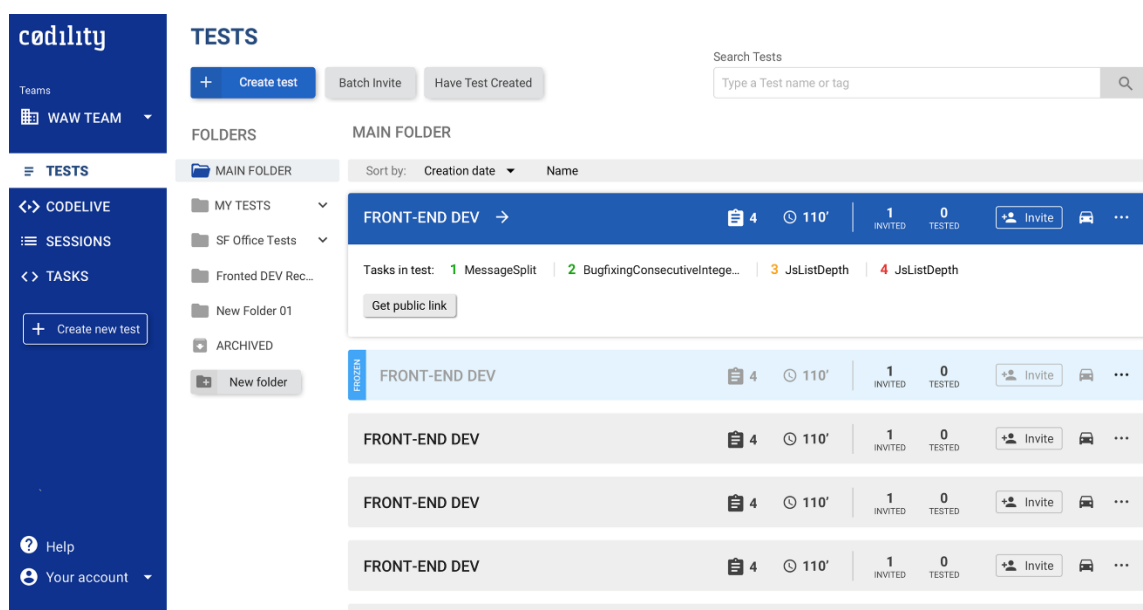 cødılıty
Teams
WAW TEAM
TESTS
CODELIVE
SESSIONS
TASKS
+ Create new test
? Help
Your account
TESTS
+ Create test
Batch Invite
Have Test Created
Search Tests
Type a Test name or tag
FOLDERS
MAIN FOLDER
MY TESTS
SF Office Tests
Fronted DEV Rec...
New Folder 01
ARCHIVED
New folder
MAIN FOLDER
Sort by: Creation date Name
FRONT-END DEV → 4 110′ 1 INVITED 0 TESTED Invite ...
Tasks in test: 1 MessageSplit 2 BugfixingConsecutiveIntege... 3 JsListDepth 4 JsListDepth
Get public link
FROZEN
FRONT-END DEV 4 110′ 1 INVITED 0 TESTED Invite ...
FRONT-END DEV 4 110′ 1 INVITED 0 TESTED Invite ...
FRONT-END DEV 4 110′ 1 INVITED 0 TESTED Invite ...
FRONT-END DEV 4 110′ 1 INVITED 0 TESTED Invite ...